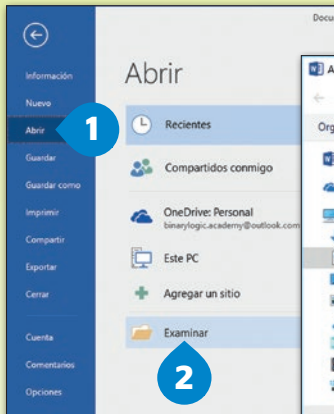 Docu
Abrir
Información
Nuevo
Abrir
Guardar
Guardar como
Imprimir
Compartir
Exportar
Cerrar
Cuenta
Comentarios
Opciones
1
Recientes
Compartidos conmigo
OneDrive: Personal
binarylogic.academy@outlook.com
Este PC
Agregar un sitio
Examinar
2
A
Org